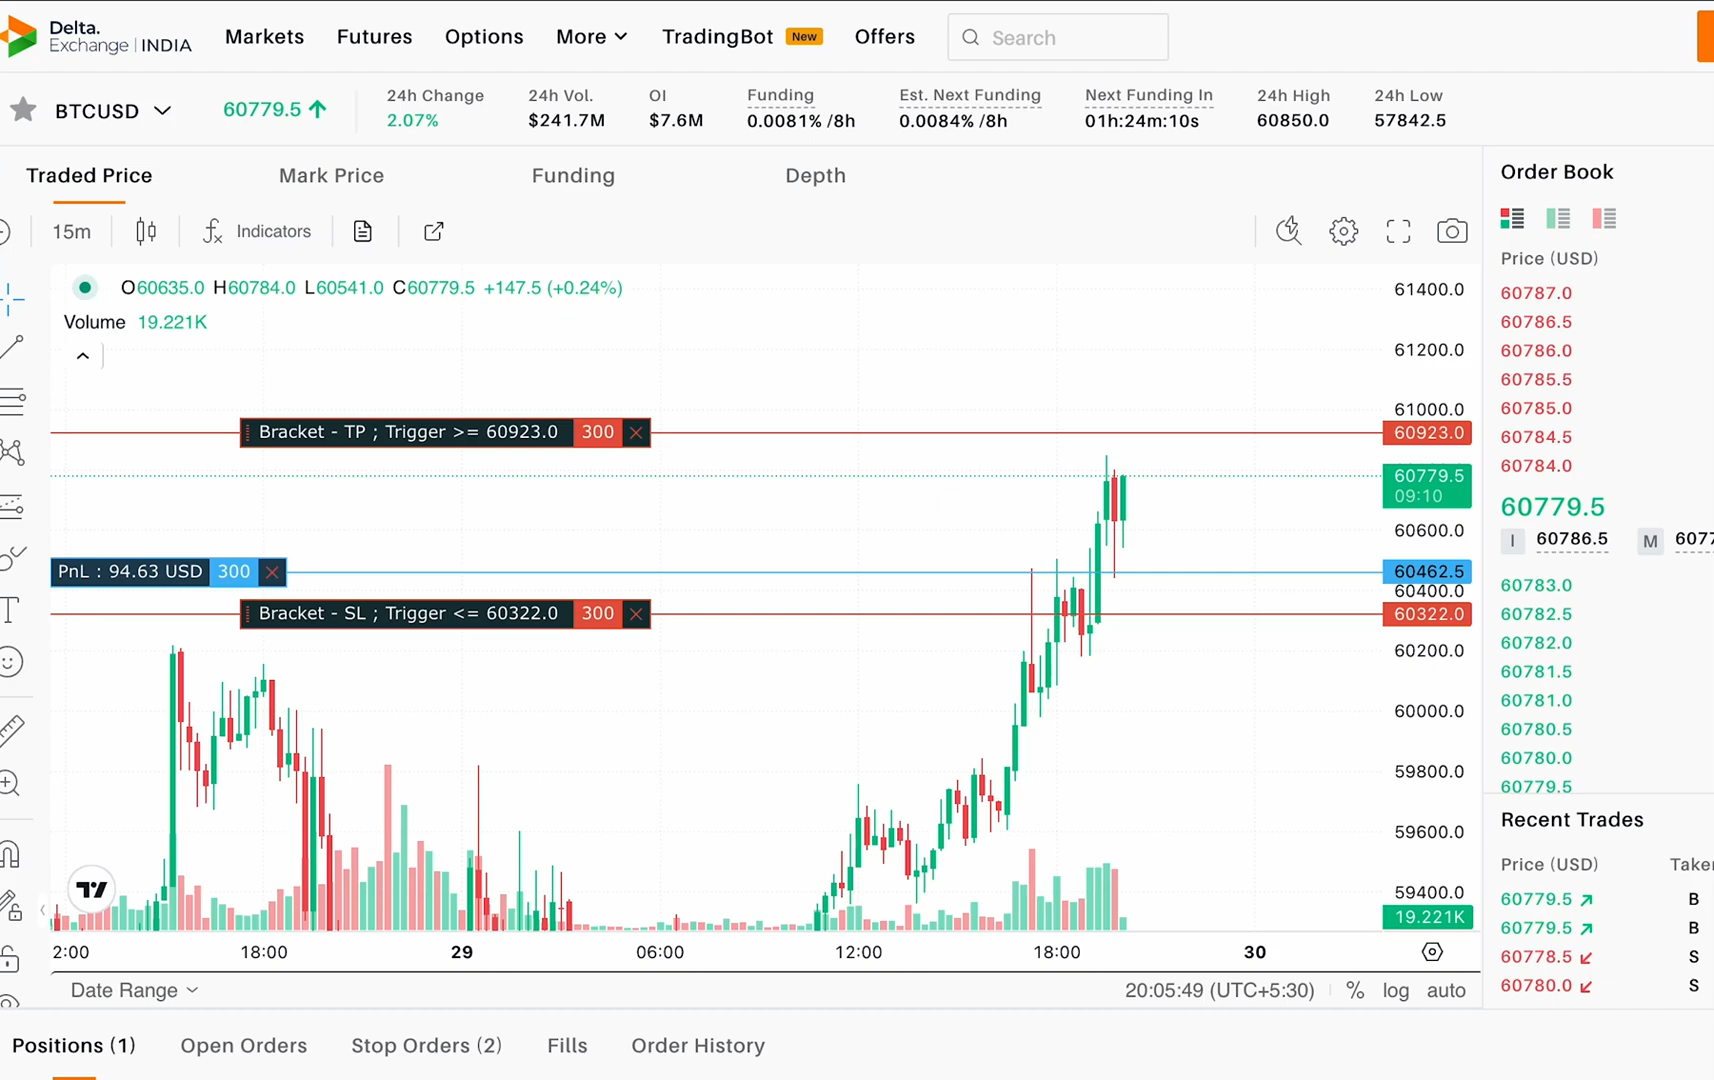 Delta.
Exchange | INDIA
Markets Futures Options More TradingBot New Offers Search
BTCUSD 60779.5
24h Change 24h Vol. OI Funding Est. Next Funding Next Funding In 24h High 24h Low
2.07% $241.7M $7.6M 0.0081% /8h 0.0084% /8h 01h:24m:10s 60850.0 57842.5
Traded Price Mark Price Funding Depth
15m Indicators
O60635.0 H60784.0 L60541.0 C60779.5 +147.5 (+0.24%)
Volume 19.221K
61400.0
61200.0
61000.0
Bracket - TP ; Trigger >= 60923.0 300
60923.0
60779.5
09:10
60600.0
PnL : 94.63 USD 300
60462.5
60400.0
Bracket - SL ; Trigger <= 60322.0 300
60322.0
60200.0
60000.0
59800.0
59600.0
59400.0
19.221K
2:00 18:00 29 06:00 12:00 18:00 30
Date Range
20:05:49 (UTC+5:30) % log auto
Order Book
Price (USD)
60787.0
60786.5
60786.0
60785.5
60785.0
60784.5
60784.0
60779.5
I 60786.5 M 6077
60783.0
60782.5
60782.0
60781.5
60781.0
60780.5
60780.0
60779.5
Recent Trades
Price (USD) Taker
60779.5 B
60779.5 B
60778.5 S
60780.0 S
Positions (1) Open Orders Stop Orders (2) Fills Order History